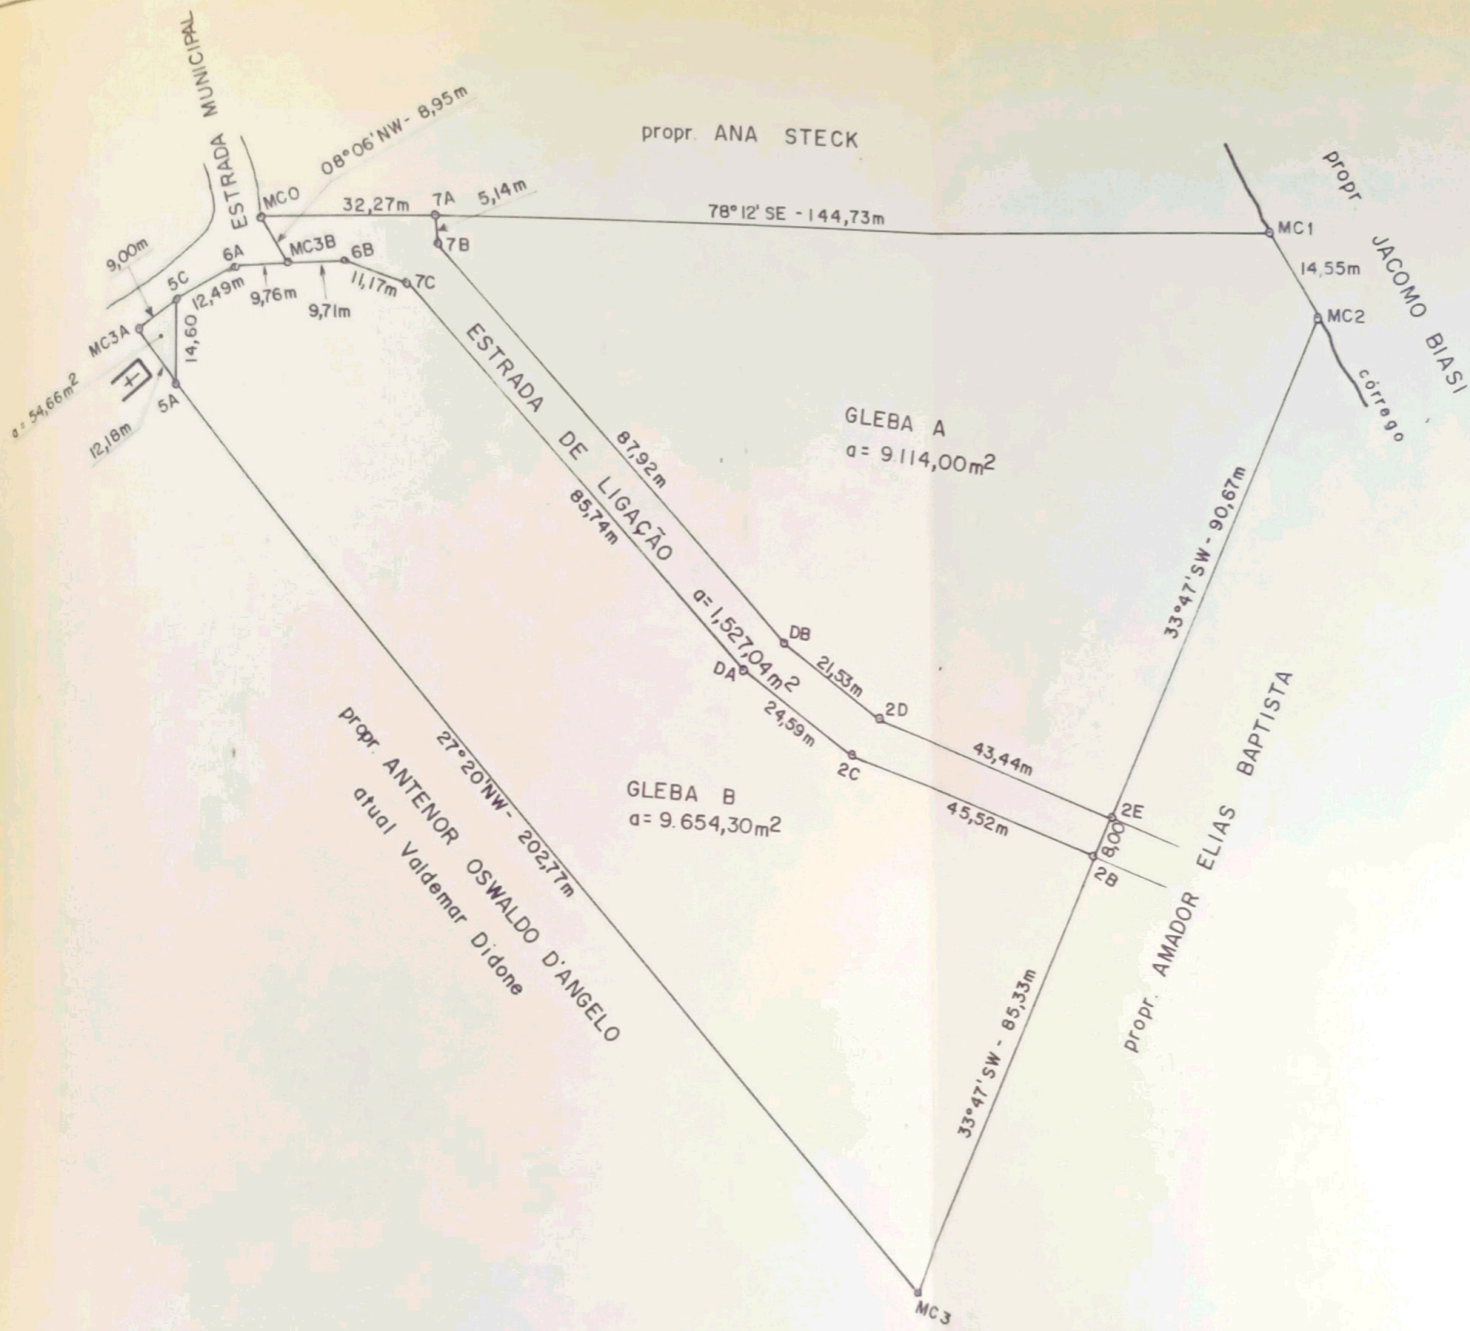 ESTRADA MUNICIPAL
08°06'NW- 8,95m
propr. ANA STECK
MC0
32,27m
7A
5,14m
78°12' SE - 144,73m
MC1
propr JACOMO BIASI
14,55m
MC2
córrego
9,00m
5C
6A
MC3B
6B
7B
7C
12,49m
9,76m
9,71m
11,17m
MC3A
14,60
a = 54,66m²
5A
12,18m
ESTRADA DE LIGAÇÃO a= 1,527,04m²
87,92m
85,74m
GLEBA A
a= 9.114,00m²
33°47'SW - 90,67m
DB
21,53m
DA
2D
24,59m
2C
43,44m
45,52m
2E
8,00
2B
GLEBA B
a= 9.654,30m²
27°20'NW - 202,77m
propr. ANTENOR OSWALDO D'ANGELO
atual Valdemar Didone
propr. AMADOR ELIAS BAPTISTA
33°47'SW - 85,33m
MC3